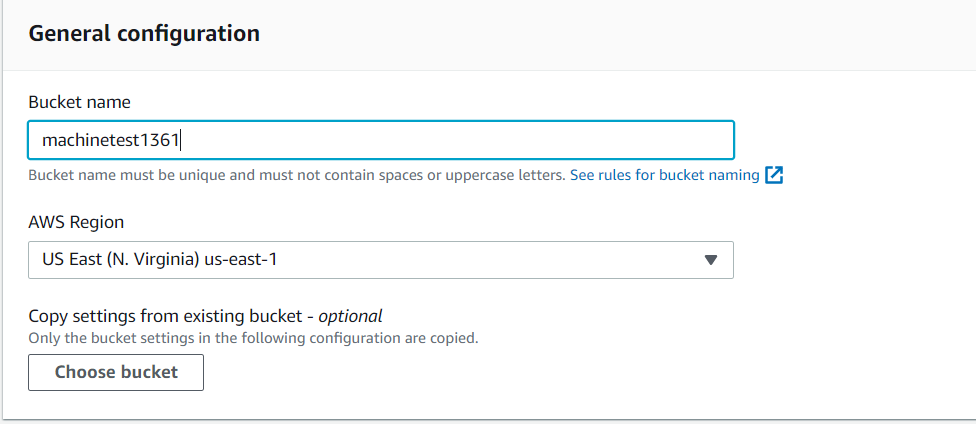 General configuration
Bucket name
machinetest1361
Bucket name must be unique and must not contain spaces or uppercase letters. See rules for bucket naming
AWS Region
US East (N. Virginia) us-east-1
Copy settings from existing bucket - optional
Only the bucket settings in the following configuration are copied.
Choose bucket